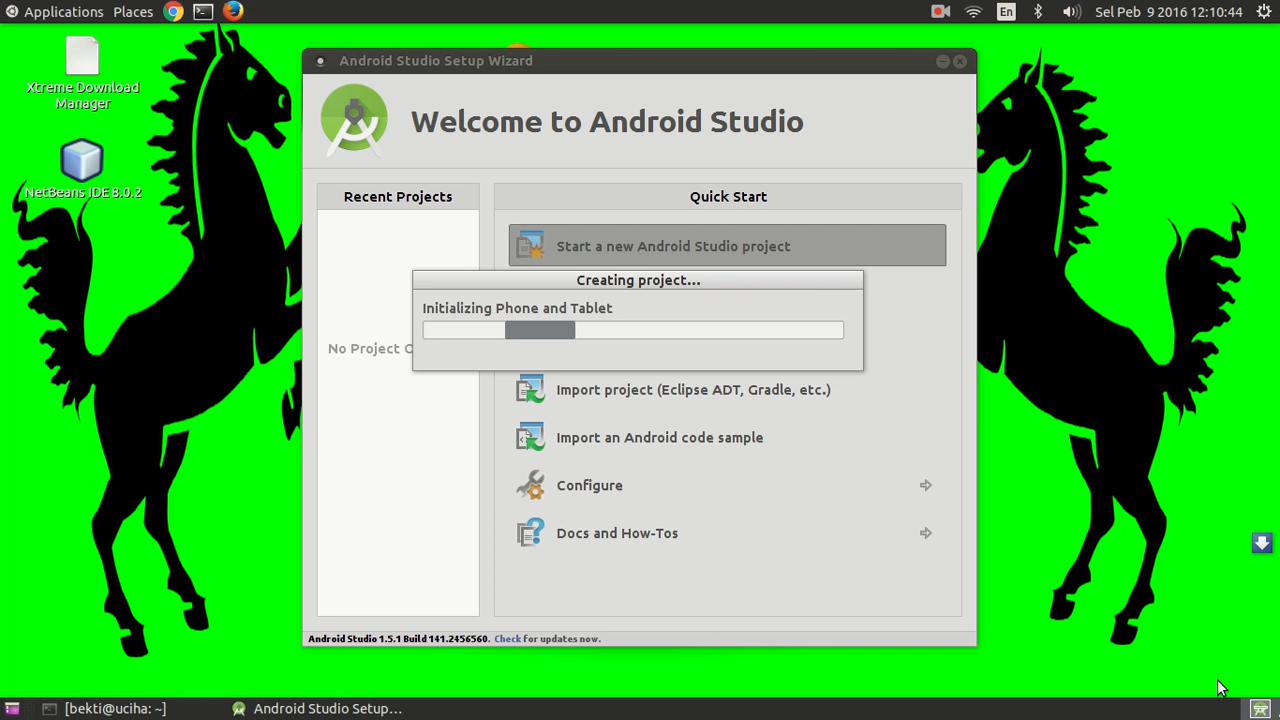 Applications Places En Sel Peb 9 2016 12:10:44
Xtreme Download
Manager
NetBeans IDE 8.0.2
Android Studio Setup Wizard
Welcome to Android Studio
Recent Projects
No Project O
Quick Start
Start a new Android Studio project
Creating project...
Initializing Phone and Tablet
Import project (Eclipse ADT, Gradle, etc.)
Import an Android code sample
Configure
Docs and How-Tos
Android Studio 1.5.1 Build 141.2456560. Check for updates now.
[bekti@uciha: ~] Android Studio Setup...